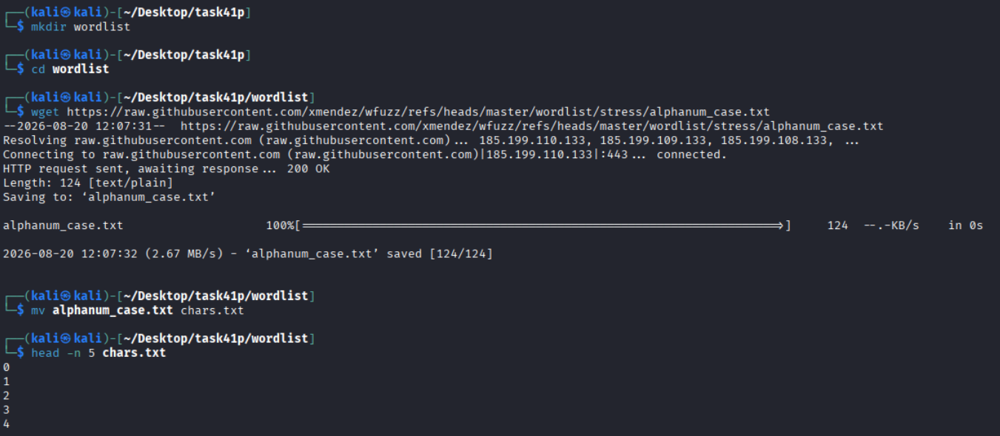 ┌──(kali㉿kali)-[~/Desktop/task41p]
└─$ mkdir wordlist
┌──(kali㉿kali)-[~/Desktop/task41p]
└─$ cd wordlist
┌──(kali㉿kali)-[~/Desktop/task41p/wordlist]
└─$ wget https://raw.githubusercontent.com/xmendez/wfuzz/refs/heads/master/wordlist/stress/alphanum_case.txt
--2026-08-20 12:07:31--  https://raw.githubusercontent.com/xmendez/wfuzz/refs/heads/master/wordlist/stress/alphanum_case.txt
Resolving raw.githubusercontent.com (raw.githubusercontent.com)... 185.199.110.133, 185.199.109.133, 185.199.108.133, ...
Connecting to raw.githubusercontent.com (raw.githubusercontent.com)|185.199.110.133|:443... connected.
HTTP request sent, awaiting response... 200 OK
Length: 124 [text/plain]
Saving to: ‘alphanum_case.txt’
alphanum_case.txt 100%[===================>] 124 --.-KB/s in 0s
2026-08-20 12:07:32 (2.67 MB/s) - ‘alphanum_case.txt’ saved [124/124]
┌──(kali㉿kali)-[~/Desktop/task41p/wordlist]
└─$ mv alphanum_case.txt chars.txt
┌──(kali㉿kali)-[~/Desktop/task41p/wordlist]
└─$ head -n 5 chars.txt
0
1
2
3
4